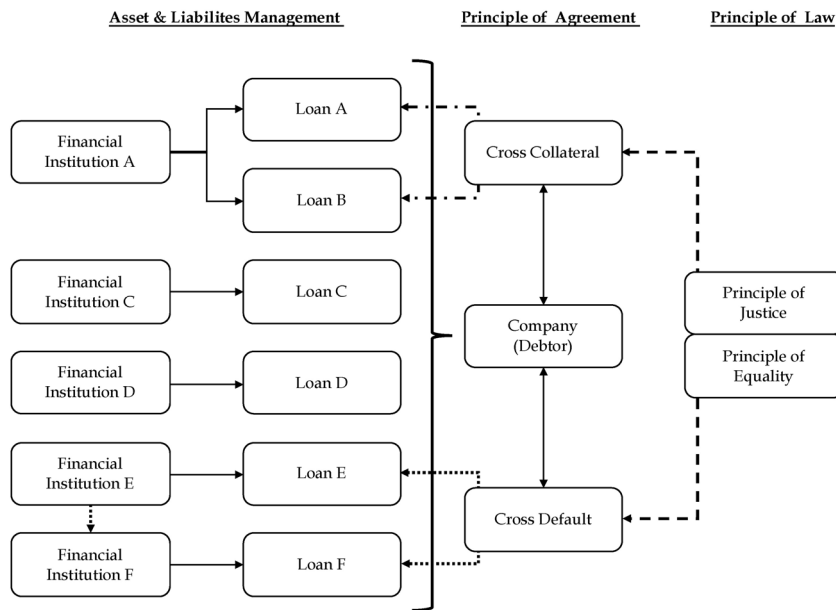 Asset & Liabilites Management
Principle of Agreement
Principle of Law
Financial
Institution A
Loan A
Loan B
Cross Collateral
Financial
Institution C
Loan C
Company
(Debtor)
Principle of
Justice
Principle of
Equality
Financial
Institution D
Loan D
Financial
Institution E
Loan E
Cross Default
Financial
Institution F
Loan F